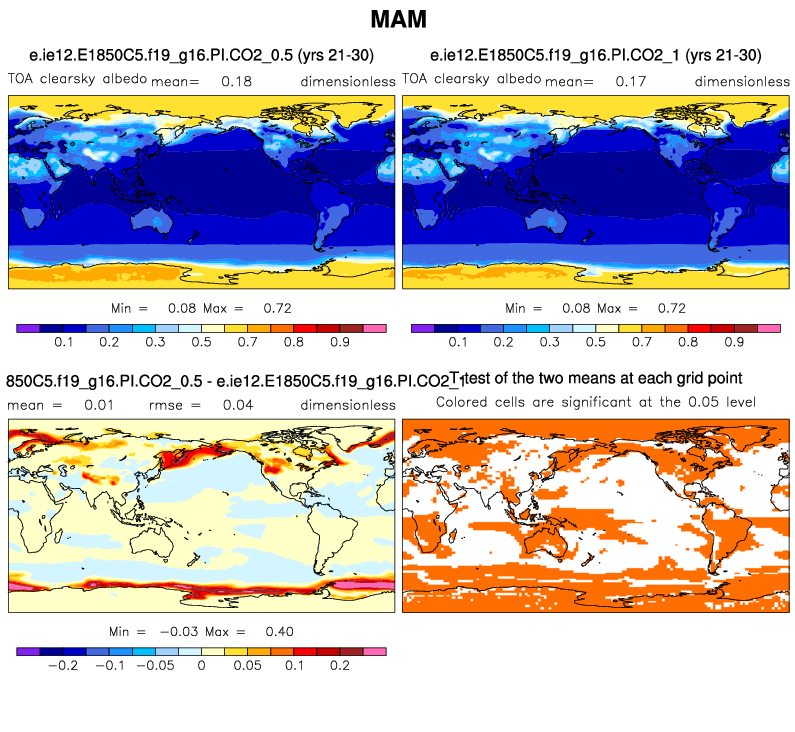 MAM
e.ie12.E1850C5.f19_g16.PI.CO2_0.5 (yrs 21-30)
TOA clearsky albedo mean= 0.18 dimensionless
Min = 0.08 Max = 0.72
0.1 0.2 0.3 0.5 0.7 0.8 0.9
e.ie12.E1850C5.f19_g16.PI.CO2_1 (yrs 21-30)
TOA clearsky albedo mean= 0.17 dimensionless
Min = 0.08 Max = 0.72
0.1 0.2 0.3 0.5 0.7 0.8 0.9
850C5.f19_g16.PI.CO2_0.5 - e.ie12.E1850C5.f19_g16.PI.CO2_1
mean = 0.01 rmse = 0.04 dimensionless
Min = −0.03 Max = 0.40
−0.2 −0.1 −0.05 0 0.05 0.1 0.2
T-test of the two means at each grid point
Colored cells are significant at the 0.05 level